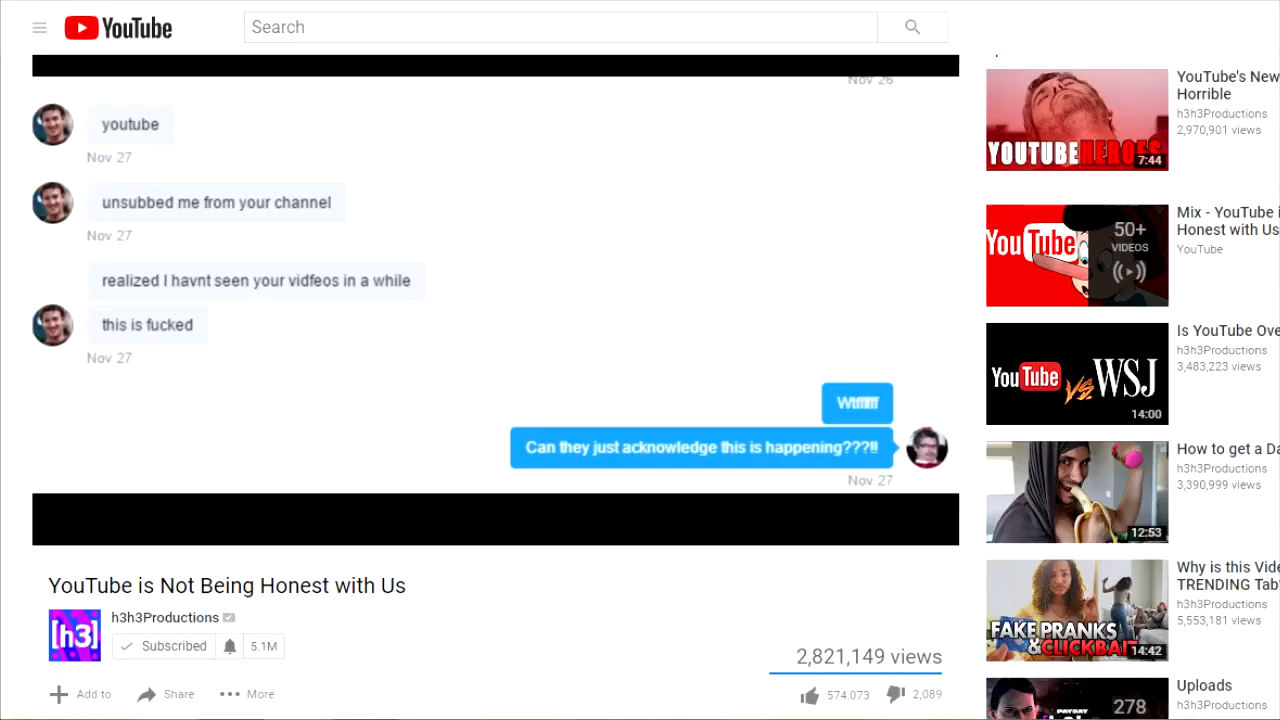 YouTube
Search
Nov 26
youtube
Nov 27
unsubbed me from your channel
Nov 27
realized I havnt seen your vidfeos in a while
this is fucked
Nov 27
Can they just acknowledge this is happening???!!
Nov 27
YouTube is Not Being Honest with Us
h3h3Productions
[h3]
Subscribed
5.1M
2,821,149 views
Add to
Share
More
574,073
2,089
YouTube's New
Horrible
h3h3Productions
2,970,901 views
YOUTUBE HEROES
7:44
Mix - YouTube i
Honest with Us
YouTube
YouTube
50+
VIDEOS
Is YouTube Ove
h3h3Productions
3,483,223 views
YouTube VS WSJ
14:00
How to get a Da
h3h3Productions
3,390,999 views
12:53
Why is this Vide
TRENDING Tab
h3h3Productions
5,553,181 views
FAKE PRANKS
& CLICKBAIT
14:42
Uploads
h3h3Productions
PAYDAY
278